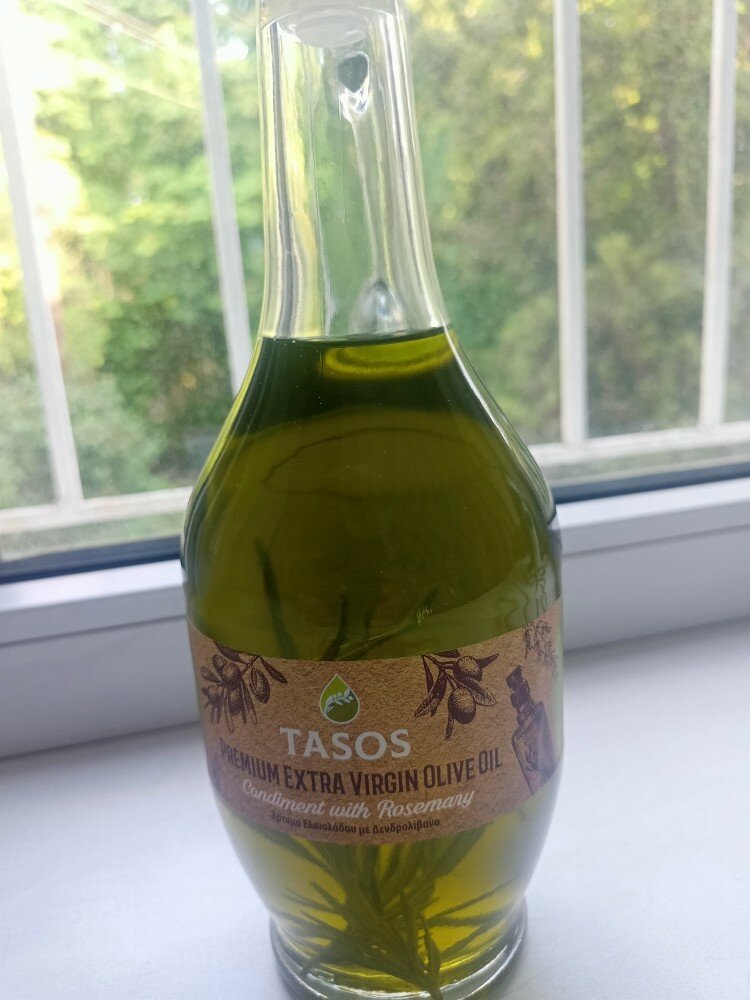 TASOS
PREMIUM EXTRA VIRGIN OLIVE OIL
Condiment with Rosemary
Άρτυμα Ελαιολάδου με Δενδρολίβανο